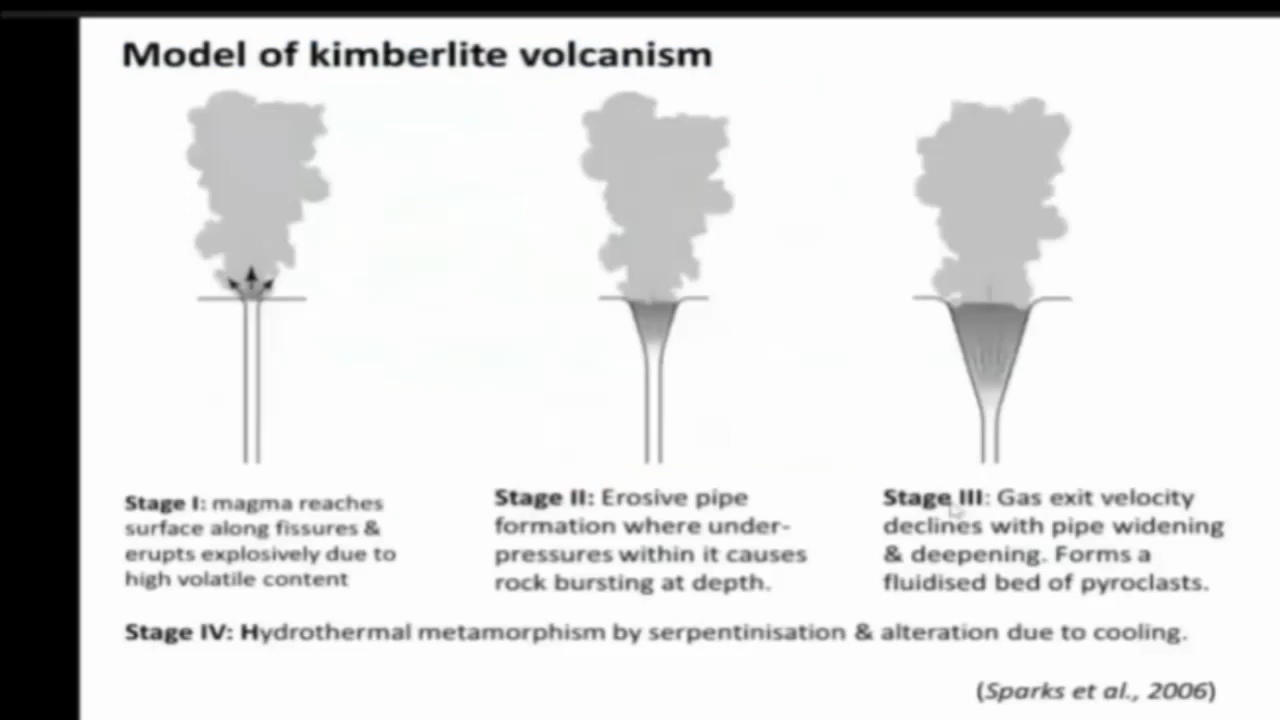 Model of kimberlite volcanism
Stage I: magma reaches
surface along fissures &
erupts explosively due to
high volatile content
Stage II: Erosive pipe
formation where under-
pressures within it causes
rock bursting at depth.
Stage III: Gas exit velocity
declines with pipe widening
& deepening. Forms a
fluidised bed of pyroclasts.
Stage IV: Hydrothermal metamorphism by serpentinisation & alteration due to cooling.
(Sparks et al., 2006)